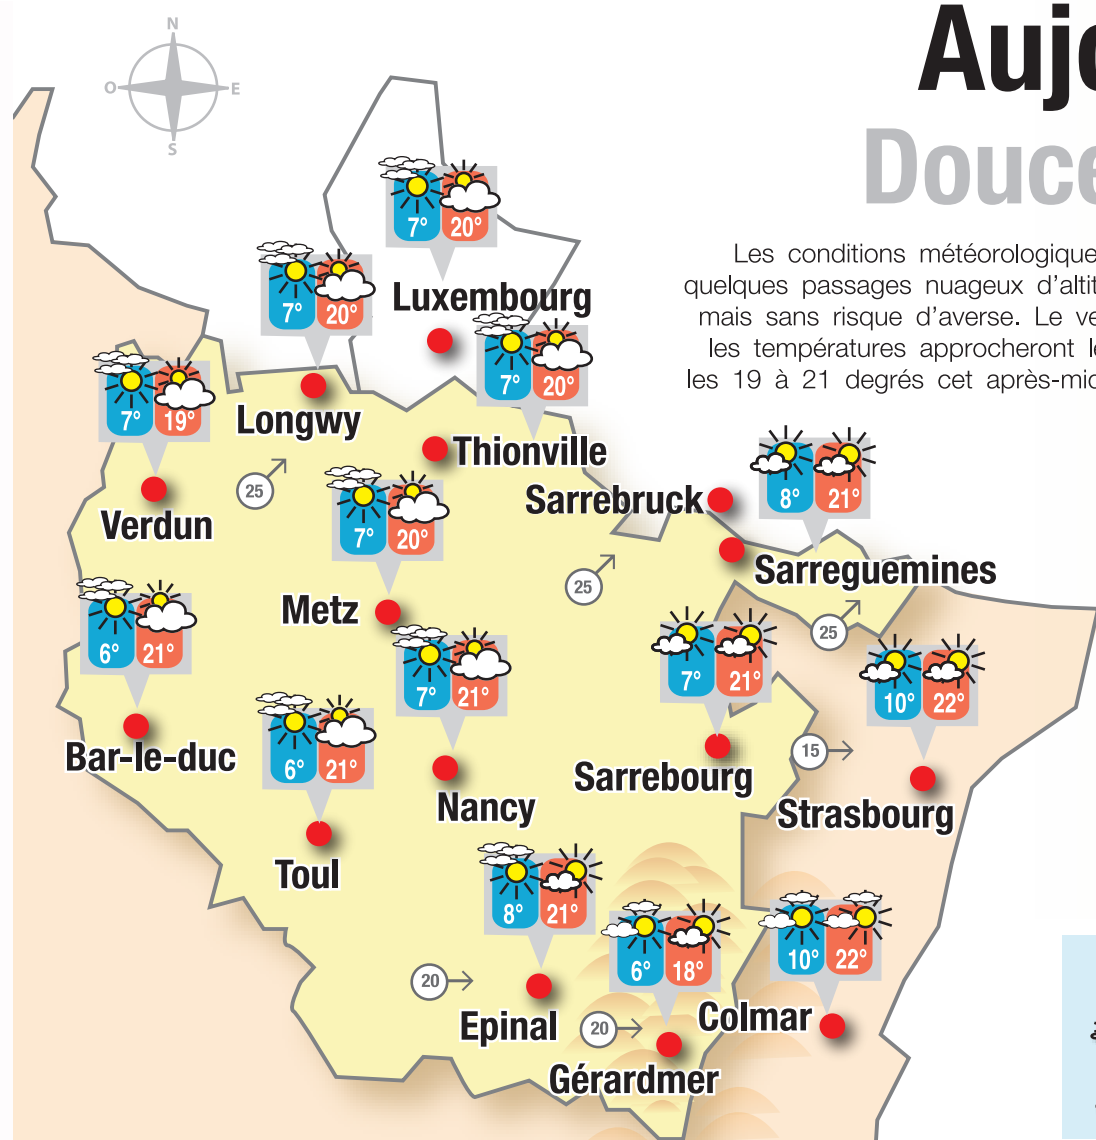 N
O
E
S
Aujo
Douce
Les conditions météorologique
quelques passages nuageux d’altit
mais sans risque d’averse. Le ve
les températures approcheront le
les 19 à 21 degrés cet après-mid
7° 20°
Luxembourg
7° 20°
Longwy
7° 20°
Thionville
7° 19°
Verdun
25
7° 20°
Metz
Sarrebruck
8° 21°
Sarreguemines
25
25
6° 21°
Bar-le-duc
7° 21°
Nancy
7° 21°
Sarrebourg
10° 22°
Strasbourg
15
6° 21°
Toul
8° 21°
Epinal
20
6° 18°
Gérardmer
20
10° 22°
Colmar